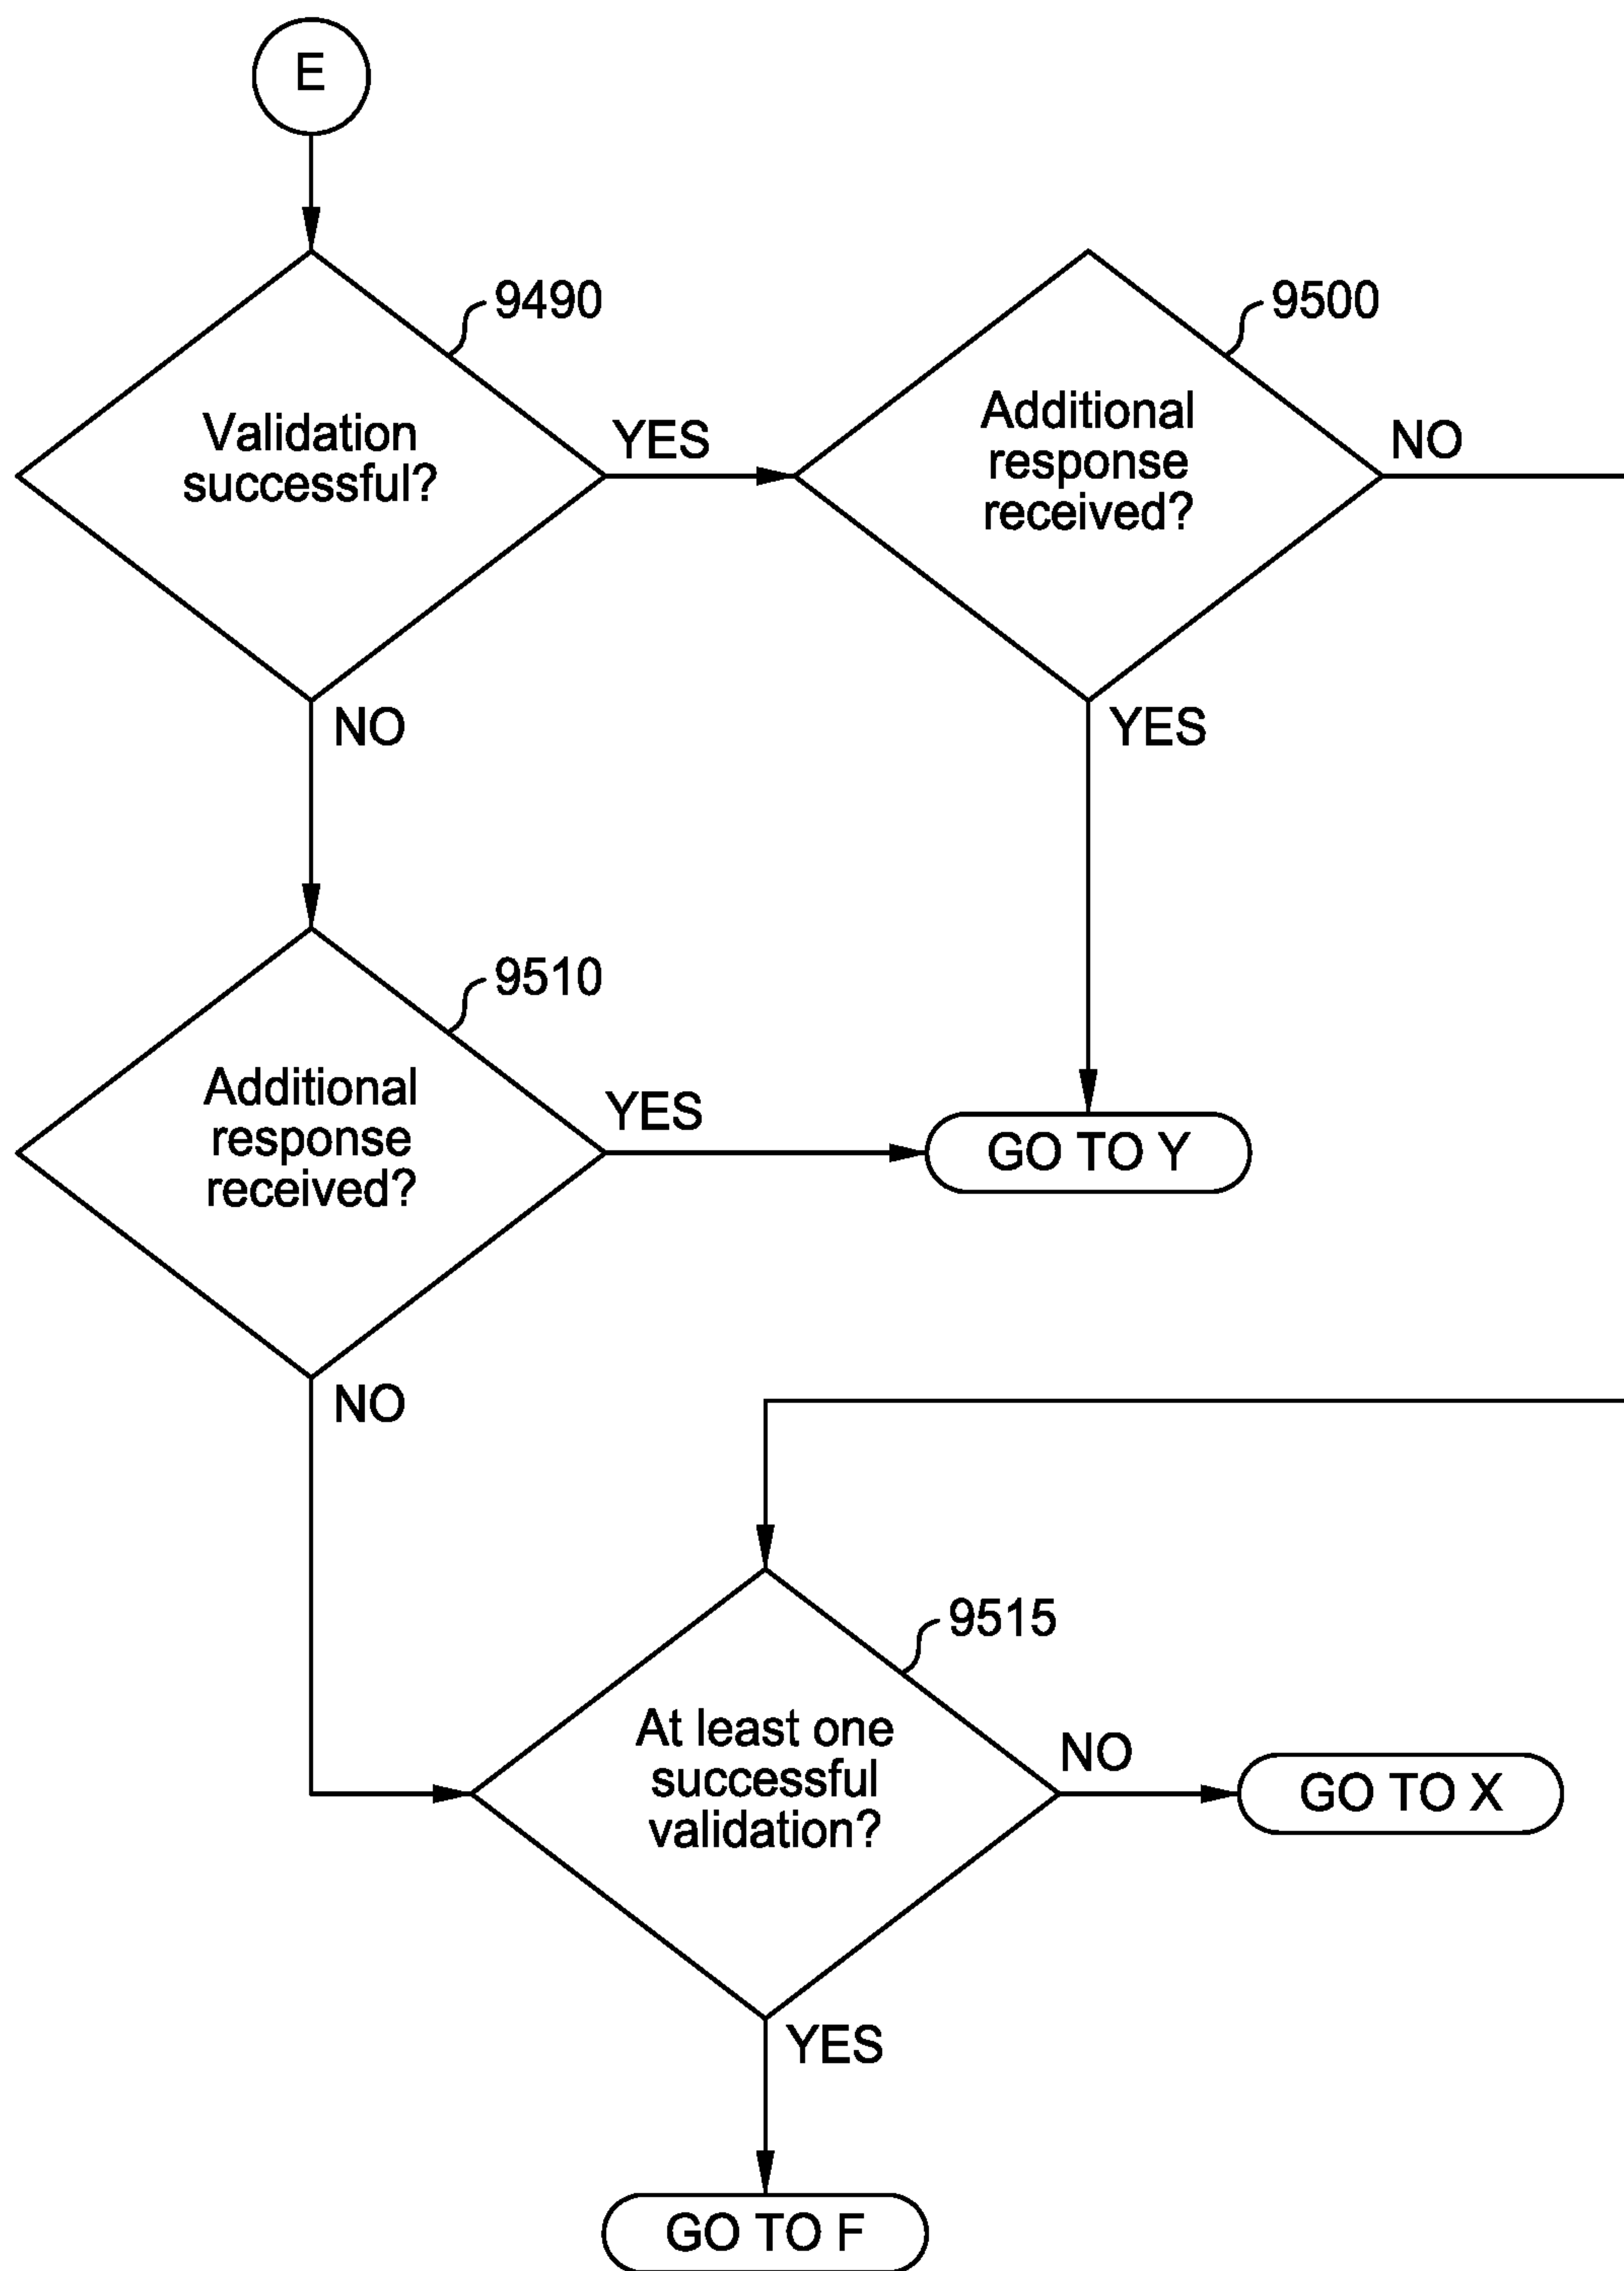 E
9490
9500
Validation
successful?
YES
Additional
response
received?
NO
NO
YES
9510
Additional
response
received?
YES
GO TO Y
NO
9515
At least one
successful
validation?
NO
GO TO X
YES
GO TO F